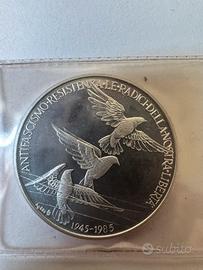 ANTIFASCISMO·RESISTENZA·LE RADICI DELLA NOSTRA LIBERTÀ
1945-1985
subito